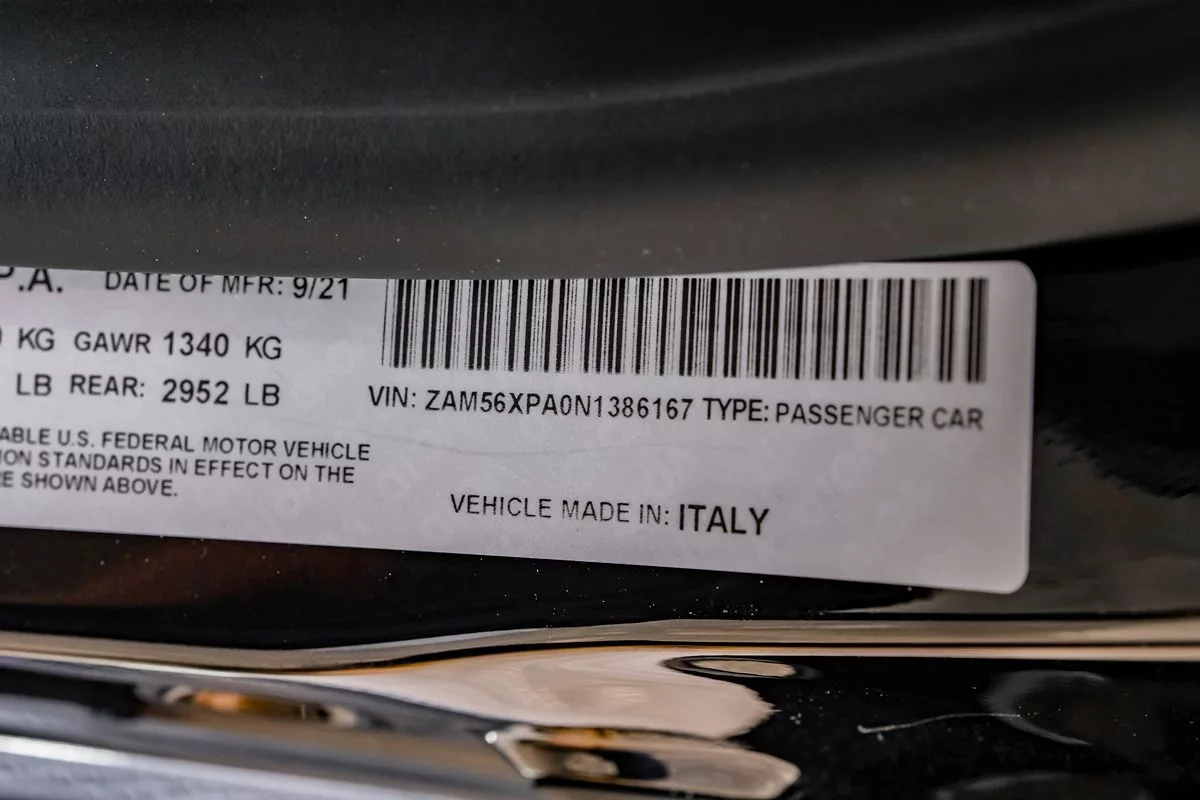 P.A. DATE OF MFR: 9/21
KG GAWR 1340 KG
LB REAR: 2952 LB
VIN: ZAM56XPA0N1386167 TYPE: PASSENGER CAR
ABLE U.S. FEDERAL MOTOR VEHICLE
ION STANDARDS IN EFFECT ON THE
E SHOWN ABOVE.
VEHICLE MADE IN: ITALY